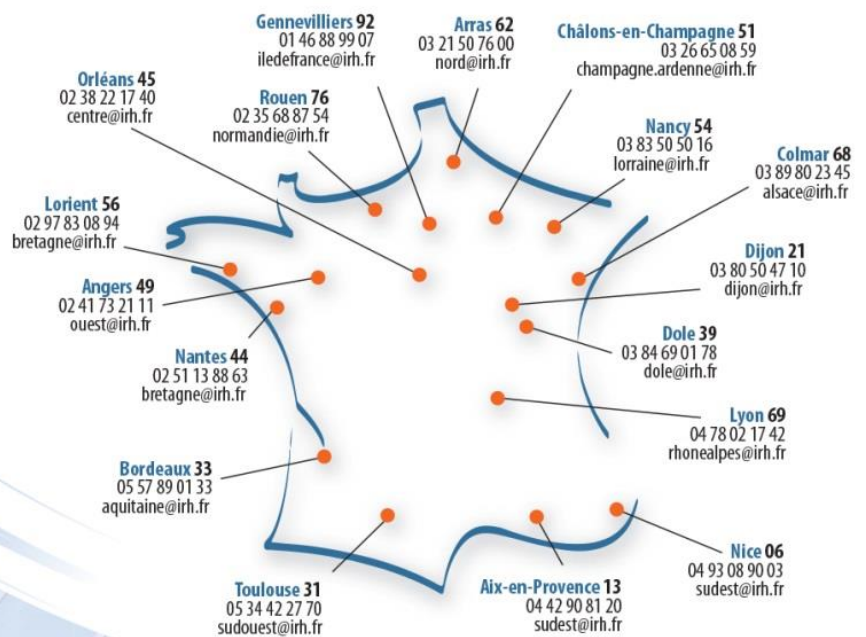 Gennevilliers 92
01 46 88 99 07
iledefrance@irh.fr
Arras 62
03 21 50 76 00
nord@irh.fr
Châlons-en-Champagne 51
03 26 65 08 59
champagne.ardenne@irh.fr
Orléans 45
02 38 22 17 40
centre@irh.fr
Rouen 76
02 35 68 87 54
normandie@irh.fr
Nancy 54
03 83 50 50 16
lorraine@irh.fr
Colmar 68
03 89 80 23 45
alsace@irh.fr
Lorient 56
02 97 83 08 94
bretagne@irh.fr
Dijon 21
03 80 50 47 10
dijon@irh.fr
Angers 49
02 41 73 21 11
ouest@irh.fr
Dole 39
03 84 69 01 78
dole@irh.fr
Nantes 44
02 51 13 88 63
bretagne@irh.fr
Lyon 69
04 78 02 17 42
rhonealpes@irh.fr
Bordeaux 33
05 57 89 01 33
aquitaine@irh.fr
Nice 06
04 93 08 90 03
sudest@irh.fr
Toulouse 31
05 34 42 27 70
sudouest@irh.fr
Aix-en-Provence 13
04 42 90 81 20
sudest@irh.fr